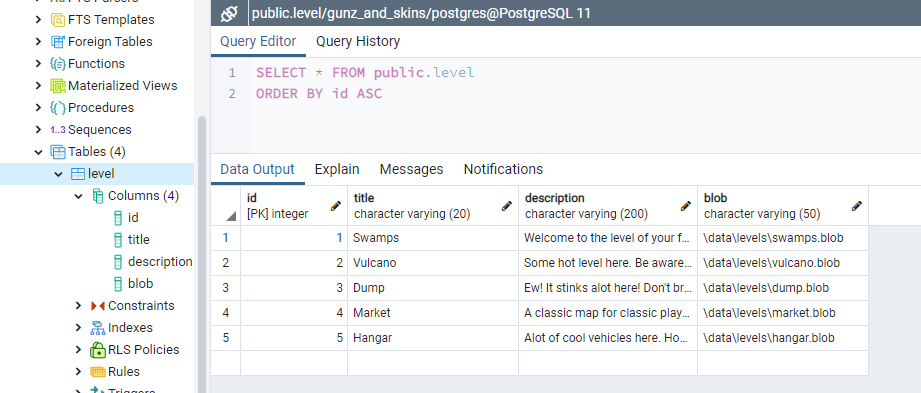 FTS Templates
Foreign Tables
Functions
Materialized Views
Procedures
1..3 Sequences
Tables (4)
level
Columns (4)
id
title
description
blob
Constraints
Indexes
RLS Policies
Rules
Triggers
public.level/gunz_and_skins/postgres@PostgreSQL 11
Query Editor Query History
1 SELECT * FROM public.level
2 ORDER BY id ASC
Data Output Explain Messages Notifications
id title description blob
[PK] integer character varying (20) character varying (200) character varying (50)
1 1 Swamps Welcome to the level of your f... \data\levels\swamps.blob
2 2 Vulcano Some hot level here. Be aware... \data\levels\vulcano.blob
3 3 Dump Ew! It stinks alot here! Don't br... \data\levels\dump.blob
4 4 Market A classic map for classic play... \data\levels\market.blob
5 5 Hangar Alot of cool vehicles here. Ho... \data\levels\hangar.blob